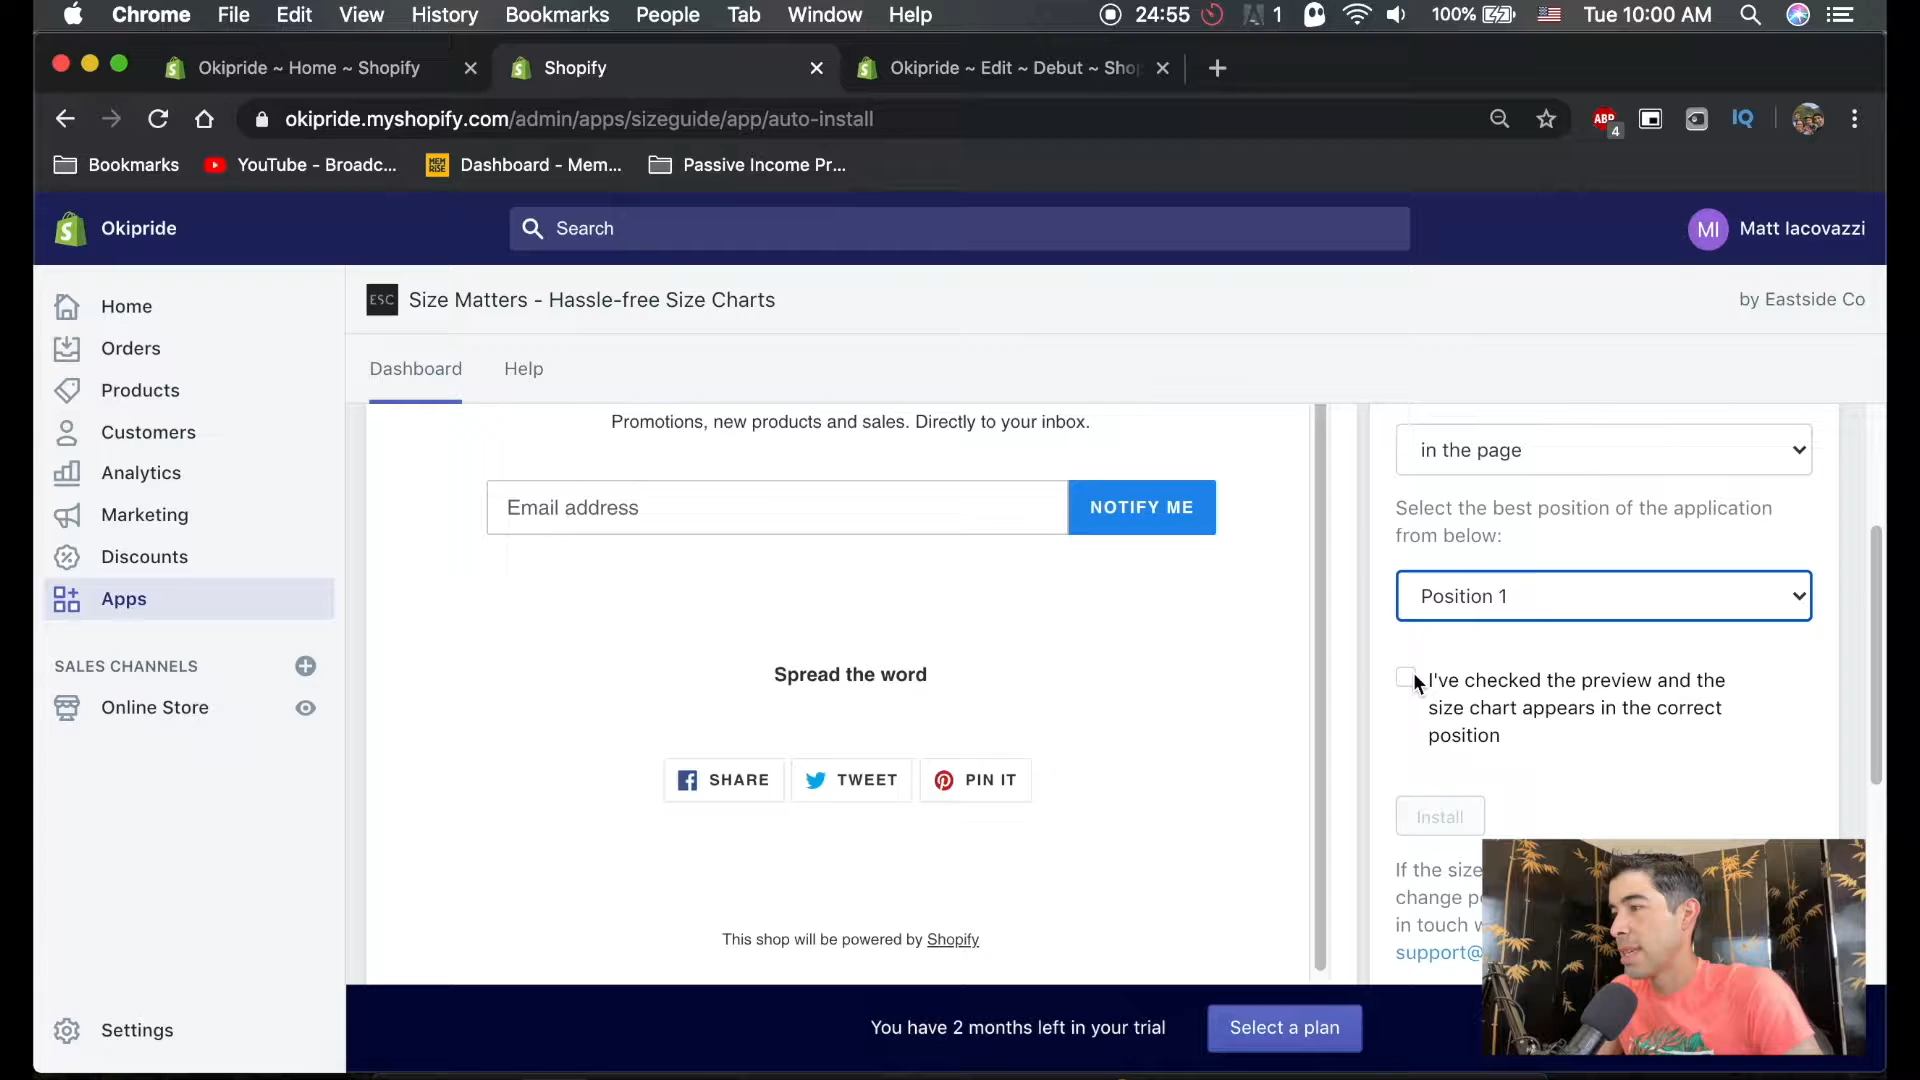 Chrome File Edit View History Bookmarks People Tab Window Help 24:55 1 100% Tue 10:00 AM
Okipride ~ Home ~ Shopify Shopify Okipride ~ Edit ~ Debut ~ Sho
okipride.myshopify.com/admin/apps/sizeguide/app/auto-install ABP 4 IQ
Bookmarks YouTube - Broadc... MEM RISE Dashboard - Mem... Passive Income Pr...
Okipride Search MI Matt Iacovazzi
Home
Orders
Products
Customers
Analytics
Marketing
Discounts
Apps
SALES CHANNELS
Online Store
Settings
ESC Size Matters - Hassle-free Size Charts by Eastside Co
Dashboard Help
Promotions, new products and sales. Directly to your inbox.
Email address NOTIFY ME
Spread the word
SHARE TWEET PIN IT
This shop will be powered by Shopify
in the page
Select the best position of the application
from below:
Position 1
I've checked the preview and the
size chart appears in the correct
position
Install
If the size
change
in touch
support@
You have 2 months left in your trial Select a plan